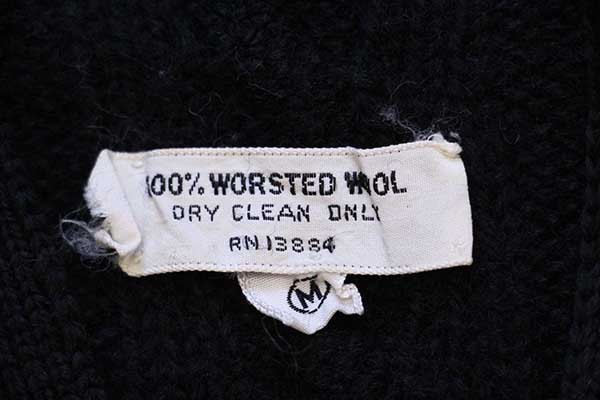 100% WORSTED WOOL
DRY CLEAN ONLY
RN13884
M